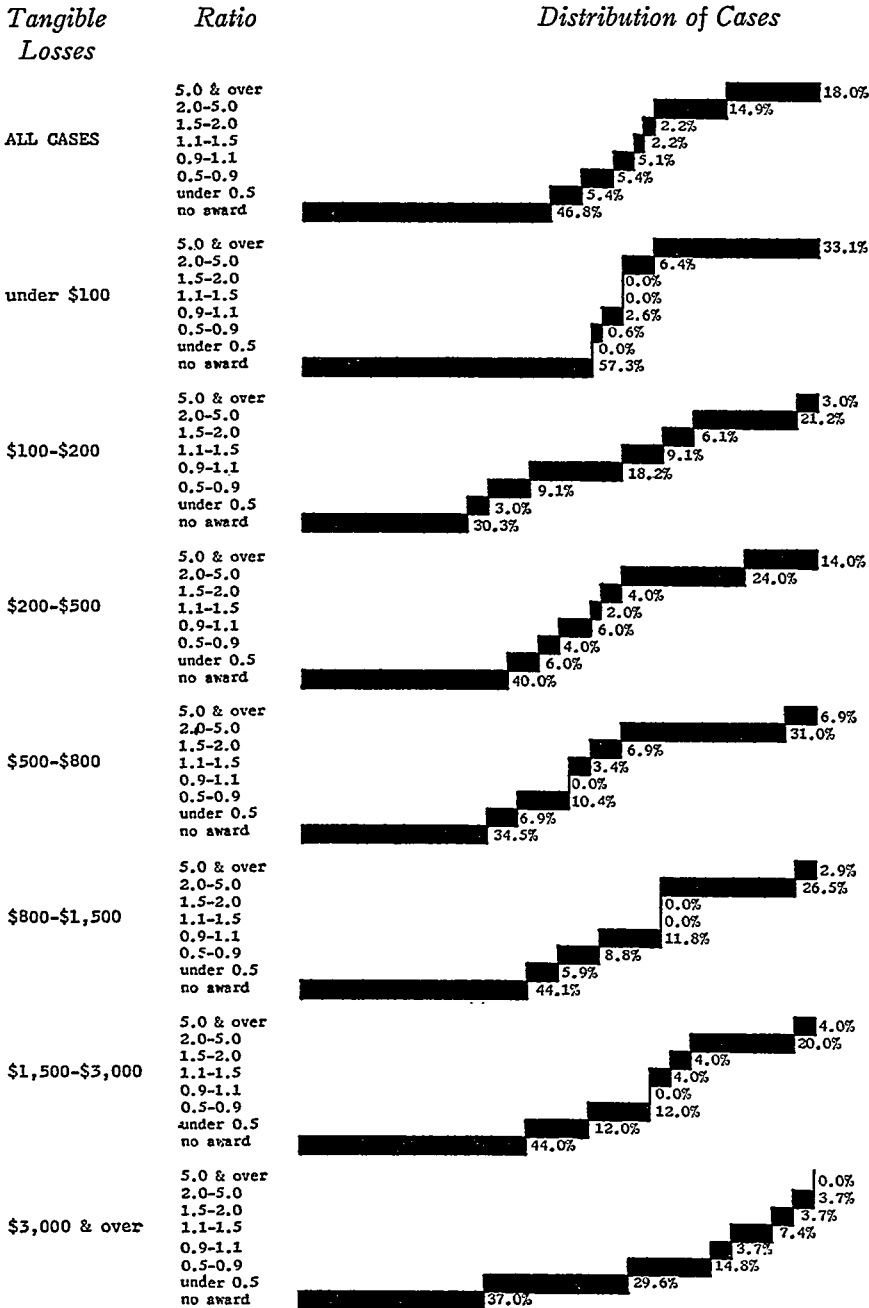 Tangible Losses Ratio Distribution of Cases
ALL CASES
5.0 & over 18.0%
2.0-5.0 14.9%
1.5-2.0 2.2%
1.1-1.5 2.2%
0.9-1.1 5.1%
0.5-0.9 5.4%
under 0.5 5.4%
no award 46.8%
under $100
5.0 & over 33.1%
2.0-5.0 6.4%
1.5-2.0 0.0%
1.1-1.5 0.0%
0.9-1.1 2.6%
0.5-0.9 0.6%
under 0.5 0.0%
no award 57.3%
$100-$200
5.0 & over 3.0%
2.0-5.0 21.2%
1.5-2.0 6.1%
1.1-1.5 9.1%
0.9-1.1 18.2%
0.5-0.9 9.1%
under 0.5 3.0%
no award 30.3%
$200-$500
5.0 & over 14.0%
2.0-5.0 24.0%
1.5-2.0 4.0%
1.1-1.5 2.0%
0.9-1.1 6.0%
0.5-0.9 4.0%
under 0.5 6.0%
no award 40.0%
$500-$800
5.0 & over 6.9%
2.0-5.0 31.0%
1.5-2.0 6.9%
1.1-1.5 3.4%
0.9-1.1 0.0%
0.5-0.9 10.4%
under 0.5 6.9%
no award 34.5%
$800-$1,500
5.0 & over 2.9%
2.0-5.0 26.5%
1.5-2.0 0.0%
1.1-1.5 0.0%
0.9-1.1 11.8%
0.5-0.9 8.8%
under 0.5 5.9%
no award 44.1%
$1,500-$3,000
5.0 & over 4.0%
2.0-5.0 20.0%
1.5-2.0 4.0%
1.1-1.5 4.0%
0.9-1.1 0.0%
0.5-0.9 12.0%
under 0.5 12.0%
no award 44.0%
$3,000 & over
5.0 & over 0.0%
2.0-5.0 3.7%
1.5-2.0 3.7%
1.1-1.5 7.4%
0.9-1.1 3.7%
0.5-0.9 14.8%
under 0.5 29.6%
no award 37.0%